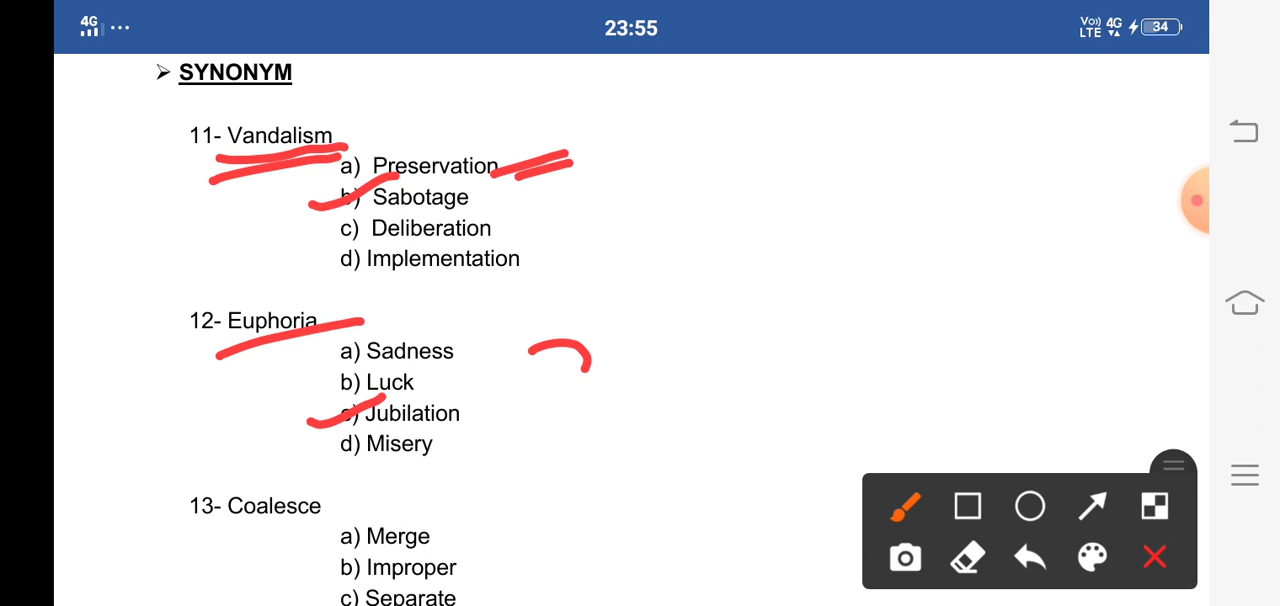 4G ... 23:55 Vo) 4G 34
LTE
➢ SYNONYM
11- Vandalism
a) Preservation
b) Sabotage
c) Deliberation
d) Implementation
12- Euphoria
a) Sadness
b) Luck
c) Jubilation
d) Misery
13- Coalesce
a) Merge
b) Improper
c) Separate